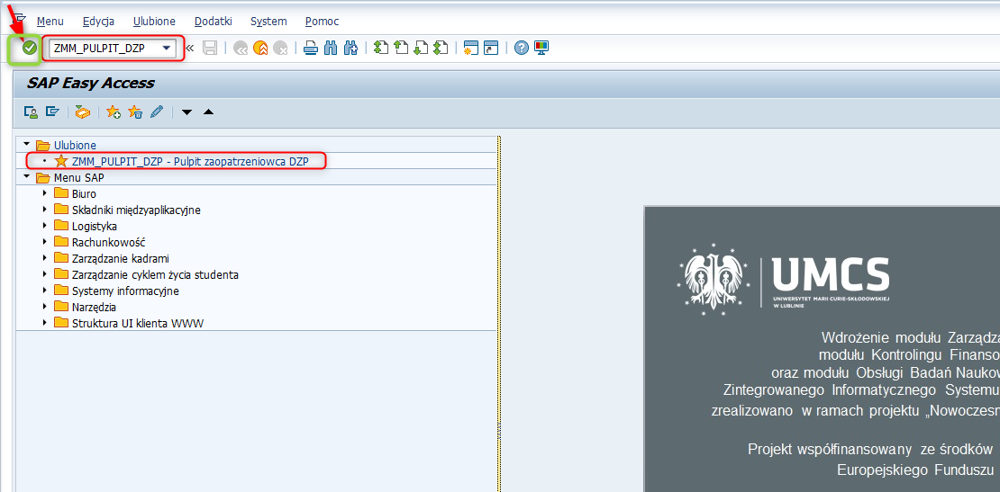 Menu Edycja Ulubione Dodatki System Pomoc
ZMM_PULPIT_DZP
SAP Easy Access
Ulubione
ZMM_PULPIT_DZP - Pulpit zaopatrzeniowca DZP
Menu SAP
Biuro
Składniki międzyaplikacyjne
Logistyka
Rachunkowość
Zarządzanie kadrami
Zarządzanie cyklem życia studenta
Systemy informacyjne
Narzędzia
Struktura UI klienta WWW
UMCS
UNIWERSYTET MARII CURIE-SKŁODOWSKIEJ
W LUBLINIE
Wdrożenie modułu Zarządza
modułu Kontrolingu Finanso
oraz modułu Obsługi Badań Naukow
Zintegrowanego Informatycznego Systemu
zrealizowano w ramach projektu „Nowoczesn
Projekt współfinansowany ze środków
Europejskiego Funduszu